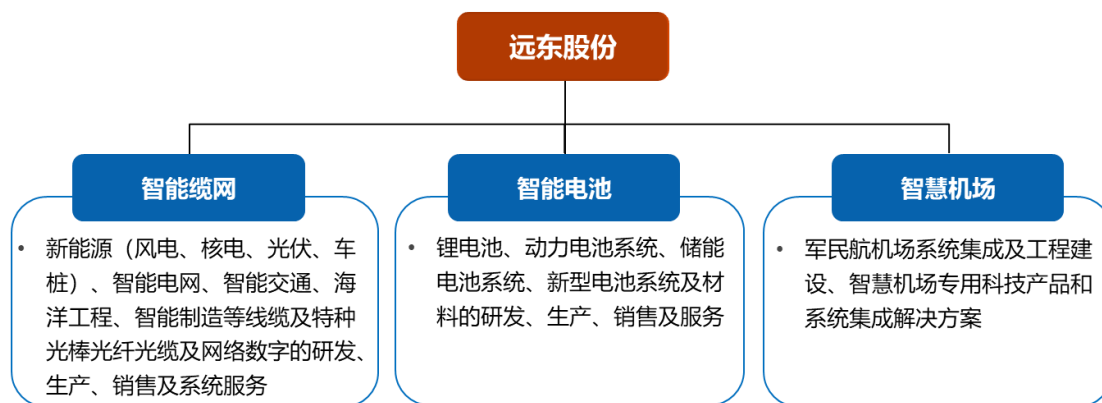 远东股份
智能缆网
• 新能源（风电、核电、光伏、车
桩）、智能电网、智能交通、海
洋工程、智能制造等线缆及特种
光棒光纤光缆及网络数字的研发、
生产、销售及系统服务
智能电池
• 锂电池、动力电池系统、储能
电池系统、新型电池系统及材
料的研发、生产、销售及服务
智慧机场
• 军民航机场系统集成及工程建
设、智慧机场专用科技产品和
系统集成解决方案